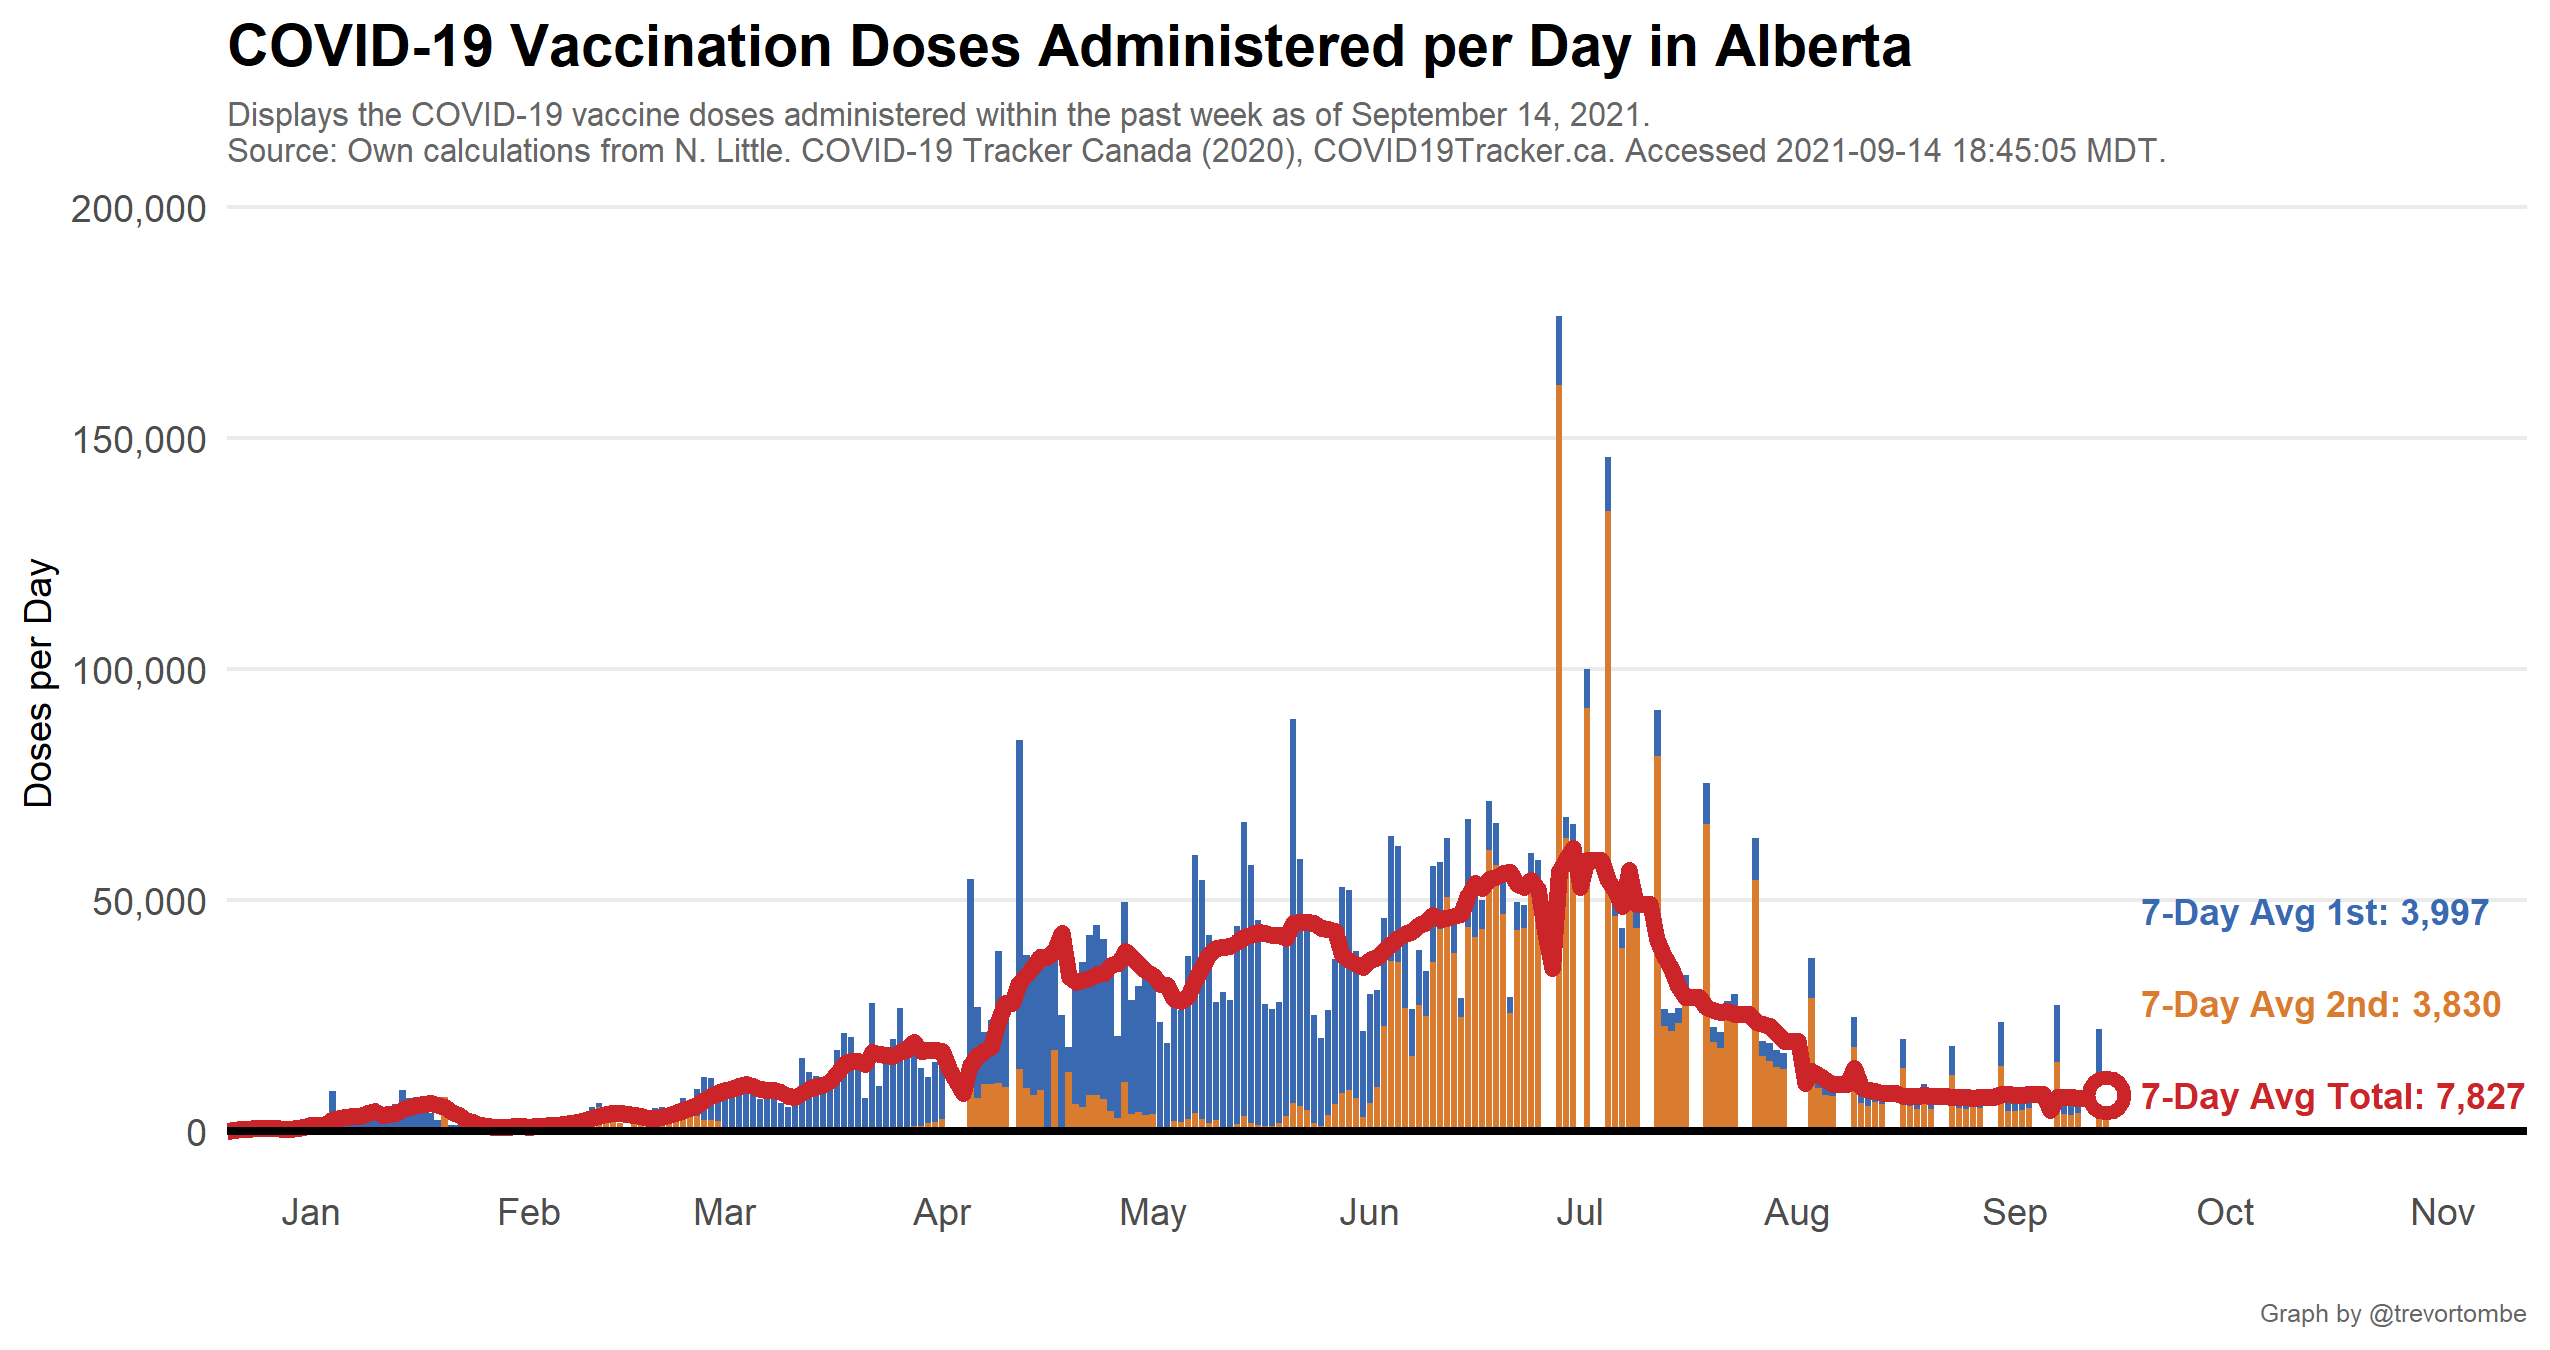 COVID-19 Vaccination Doses Administered per Day in Alberta
Displays the COVID-19 vaccine doses administered within the past week as of September 14, 2021.
Source: Own calculations from N. Little. COVID-19 Tracker Canada (2020), COVID19Tracker.ca. Accessed 2021-09-14 18:45:05 MDT.
200,000
150,000
100,000
50,000
0
Doses per Day
7-Day Avg 1st: 3,997
7-Day Avg 2nd: 3,830
7-Day Avg Total: 7,827
Jan Feb Mar Apr May Jun Jul Aug Sep Oct Nov
Graph by @trevortombe